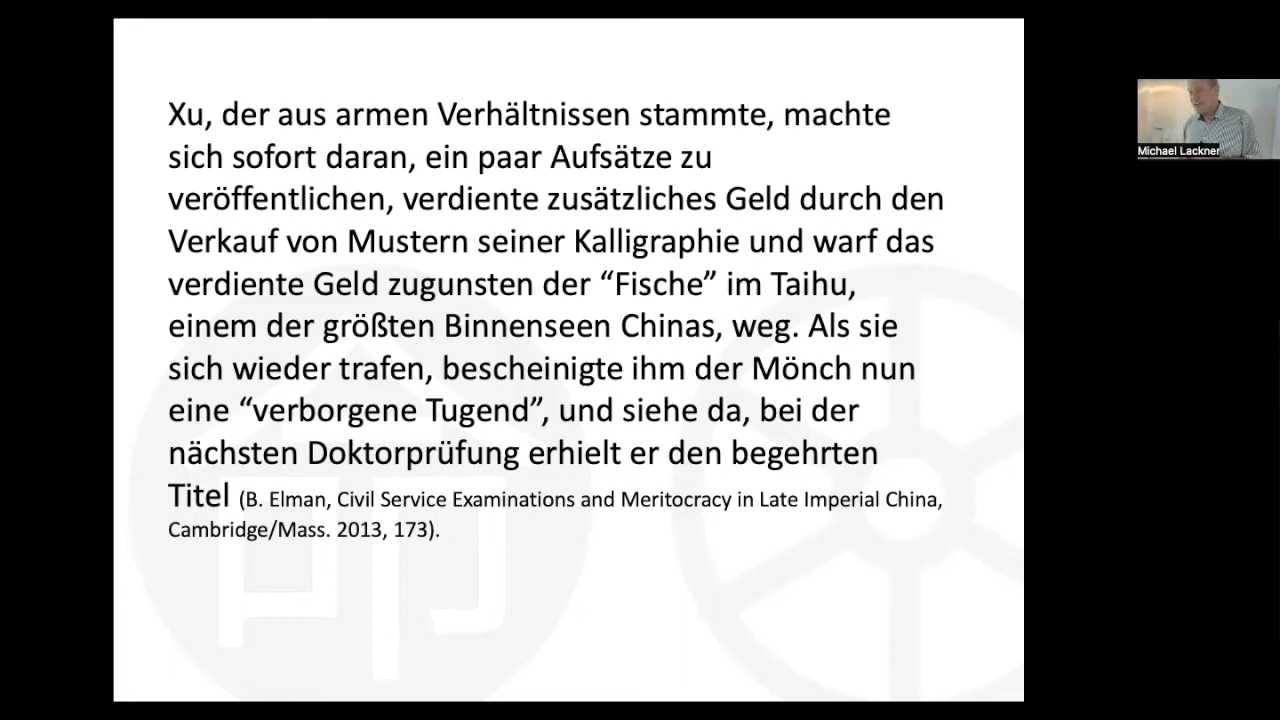 Xu, der aus armen Verhältnissen stammte, machte
sich sofort daran, ein paar Aufsätze zu
veröffentlichen, verdiente zusätzliches Geld durch den
Verkauf von Mustern seiner Kalligraphie und warf das
verdiente Geld zugunsten der “Fische” im Taihu,
einem der größten Binnenseen Chinas, weg. Als sie
sich wieder trafen, bescheinigte ihm der Mönch nun
eine “verborgene Tugend”, und siehe da, bei der
nächsten Doktorprüfung erhielt er den begehrten
Titel (B. Elman, Civil Service Examinations and Meritocracy in Late Imperial China,
Cambridge/Mass. 2013, 173).
Michael Lackner